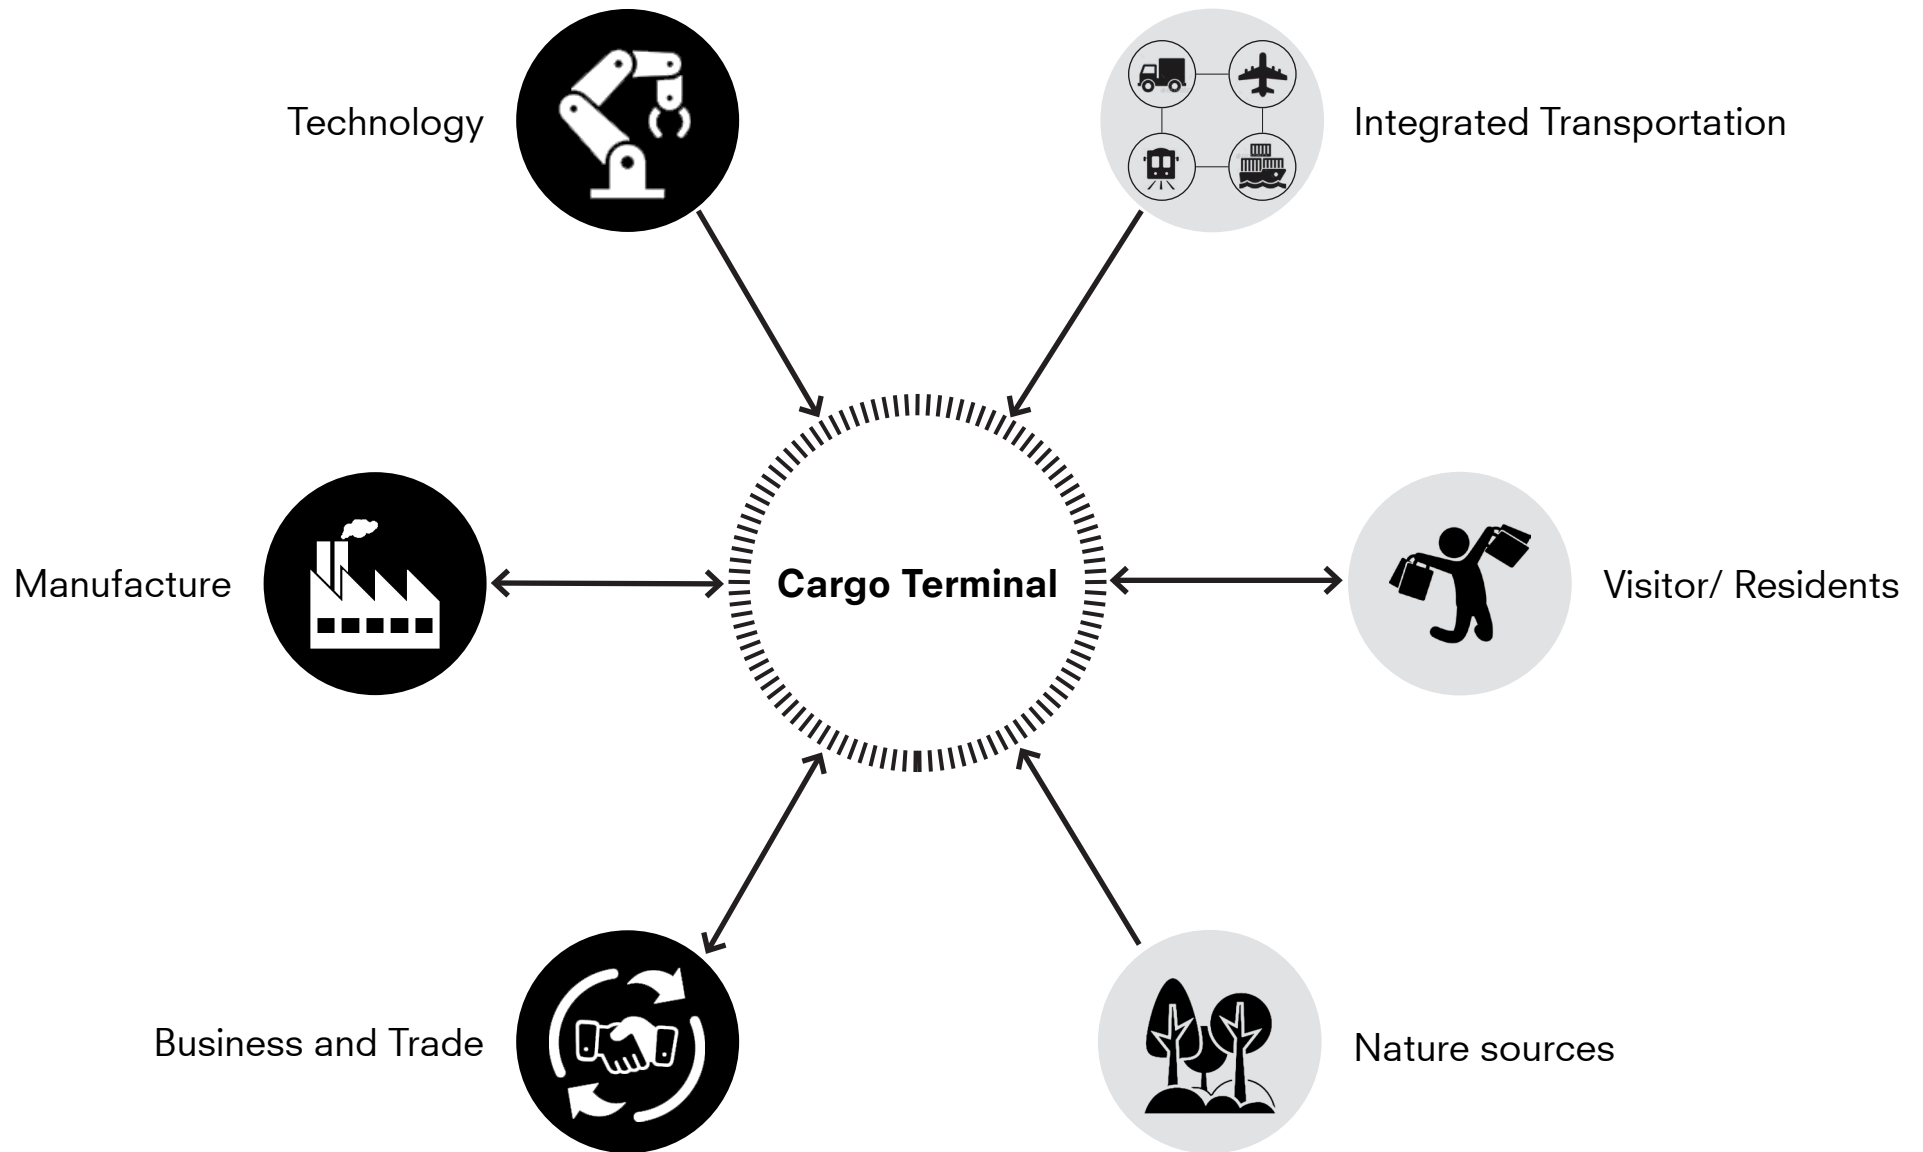 Technology
Integrated Transportation
Manufacture
Cargo Terminal
Visitor/ Residents
Business and Trade
Nature sources